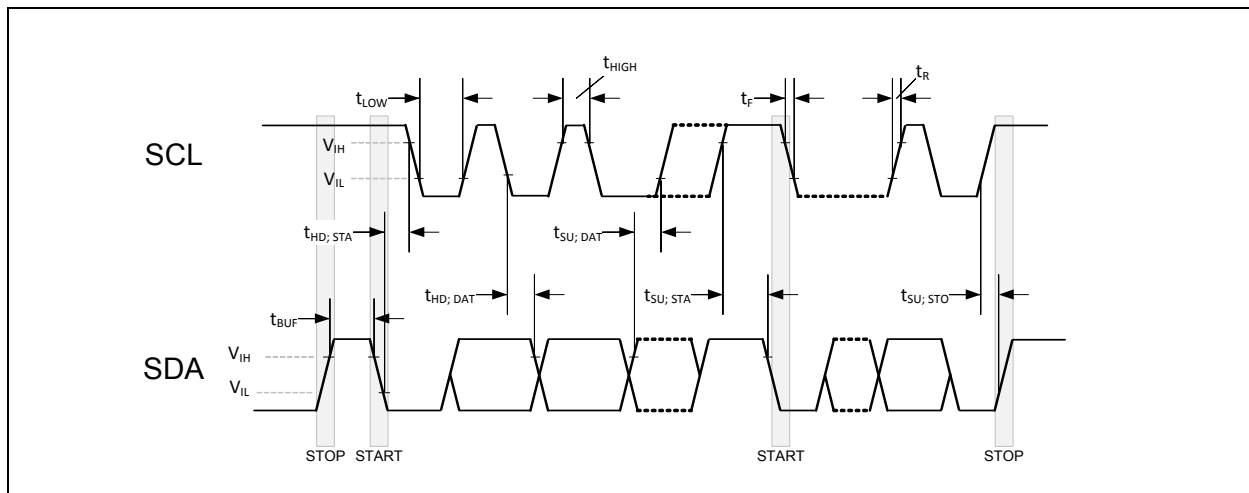 tHIGH
tR
tLOW
tF
SCL
VIH
VIL
tHD; STA
tSU; DAT
tHD; DAT
tSU; STA
tSU; STO
tBUF
VIH
SDA
VIL
STOP START START STOP